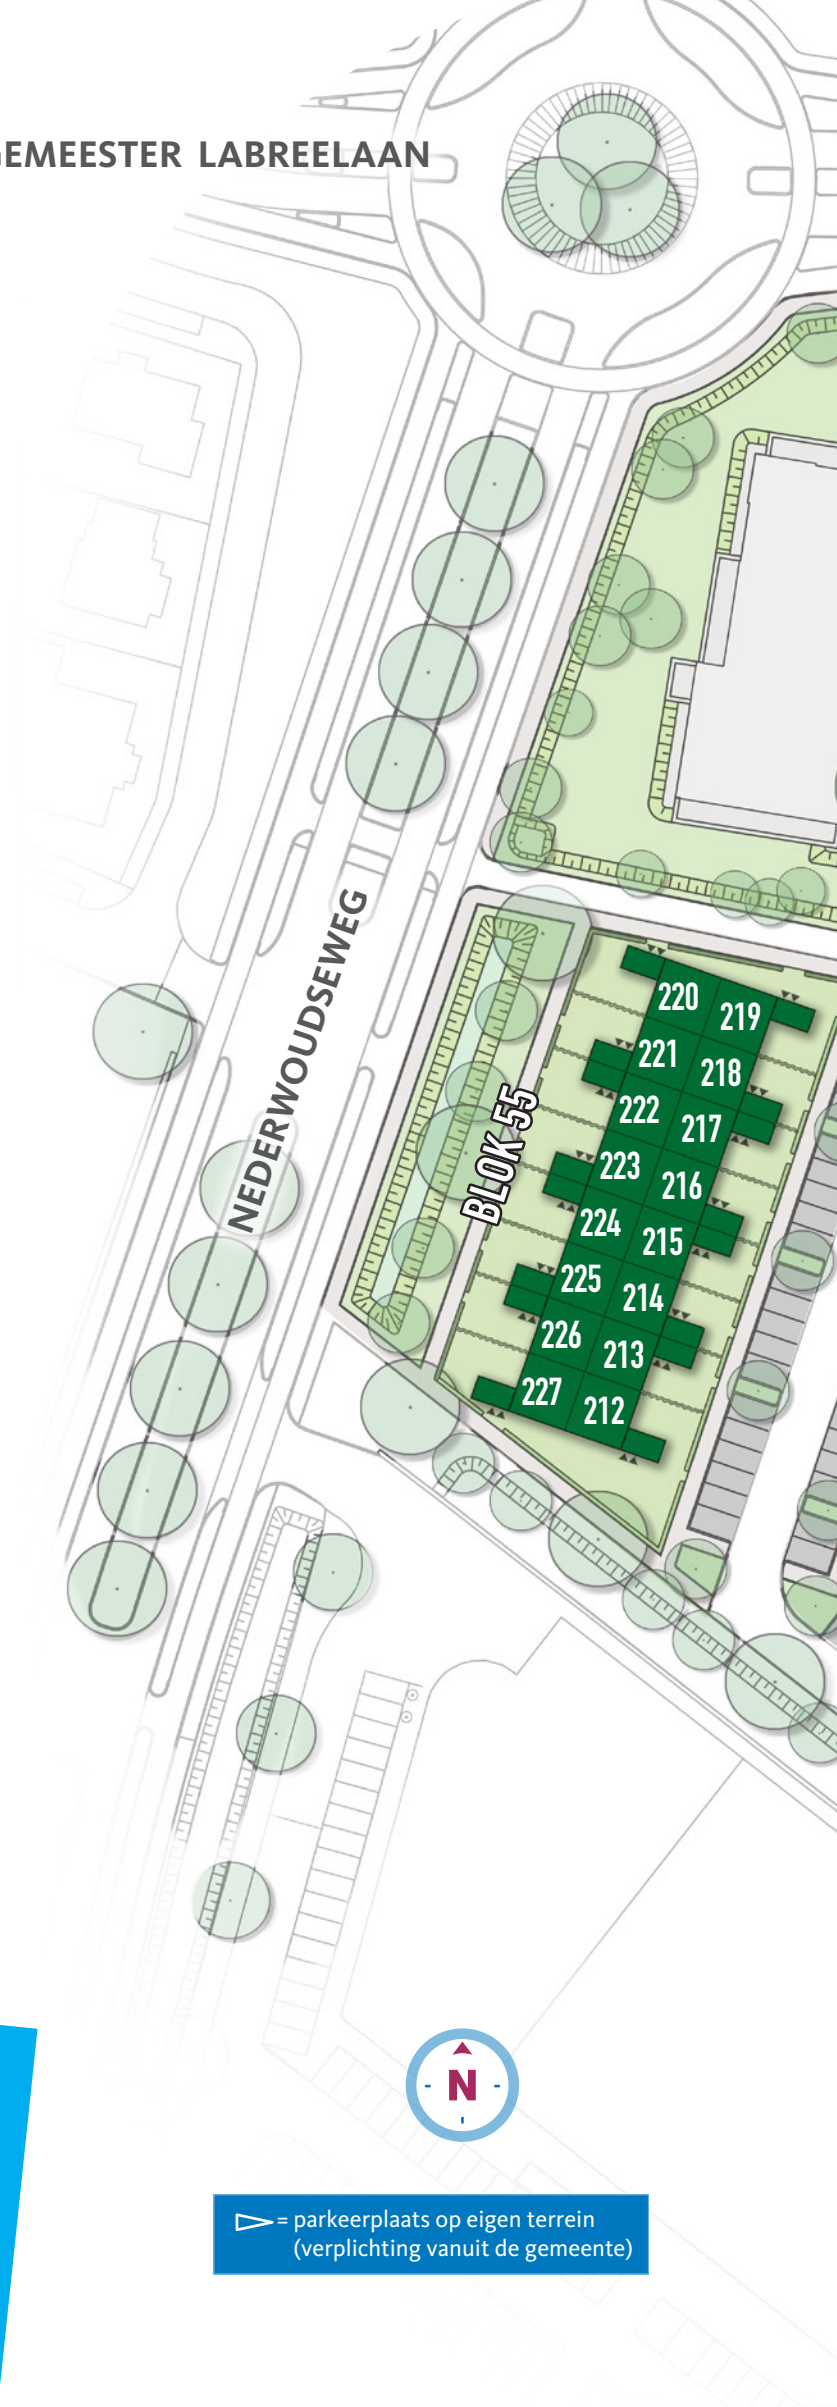 GEMEESTER LABREELAAN
NEDERWOUDSEWEG
BLOK 55
220
219
221
218
222
217
223
216
224
215
225
214
226
213
227
212
N
= parkeerplaats op eigen terrein
(verplichting vanuit de gemeente)